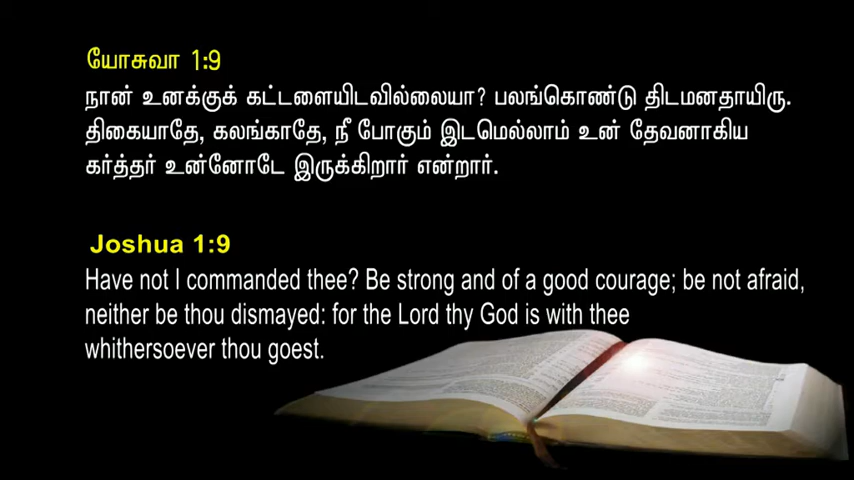 யோசுவா 1:9
நான் உனக்குக் கட்டளையிடவில்லையா? பலங்கொண்டு திடமனதாயிரு.
திகையாதே, கலங்காதே, நீ போகும் இடமெல்லாம் உன் தேவனாகிய
கர்த்தர் உன்னோடே இருக்கிறார் என்றார்.
Joshua 1:9
Have not I commanded thee? Be strong and of a good courage; be not afraid,
neither be thou dismayed: for the Lord thy God is with thee
whithersoever thou goest.